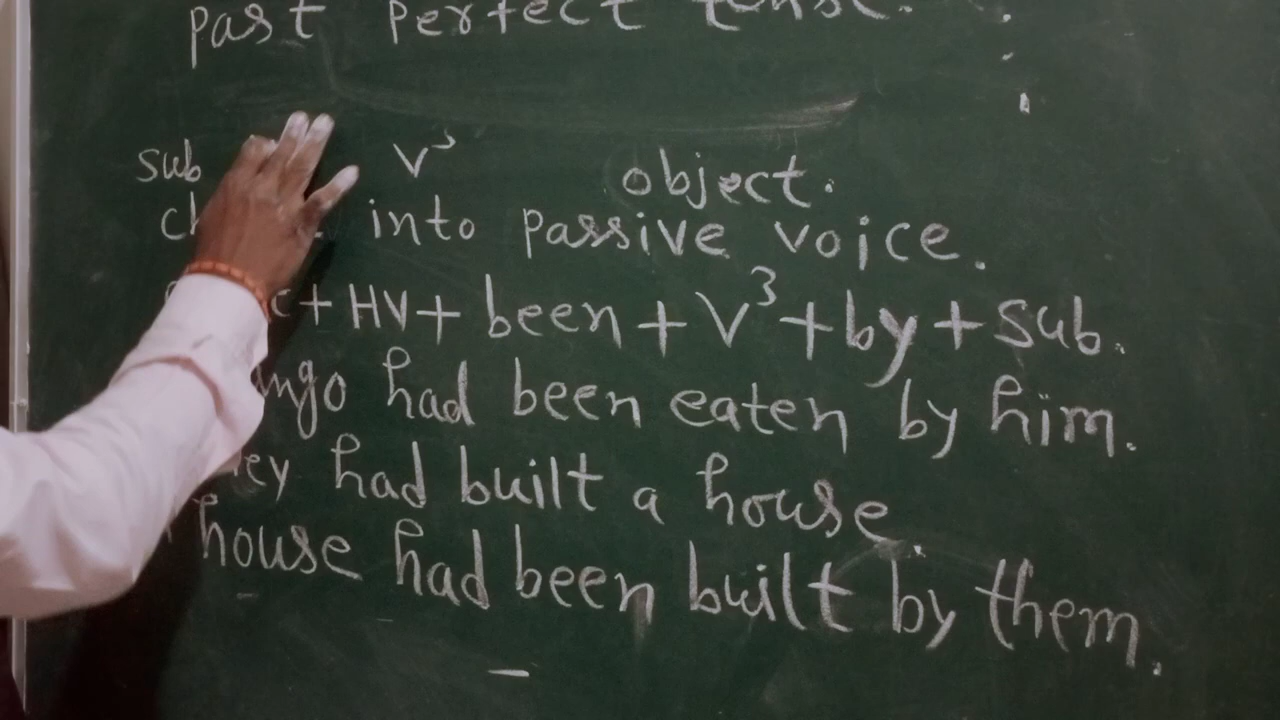 past perfect tense.
sub V³ object.
into passive voice.
+ HV + been + V³ + by + Sub.
had been eaten by him.
had built a house.
house had been built by them.